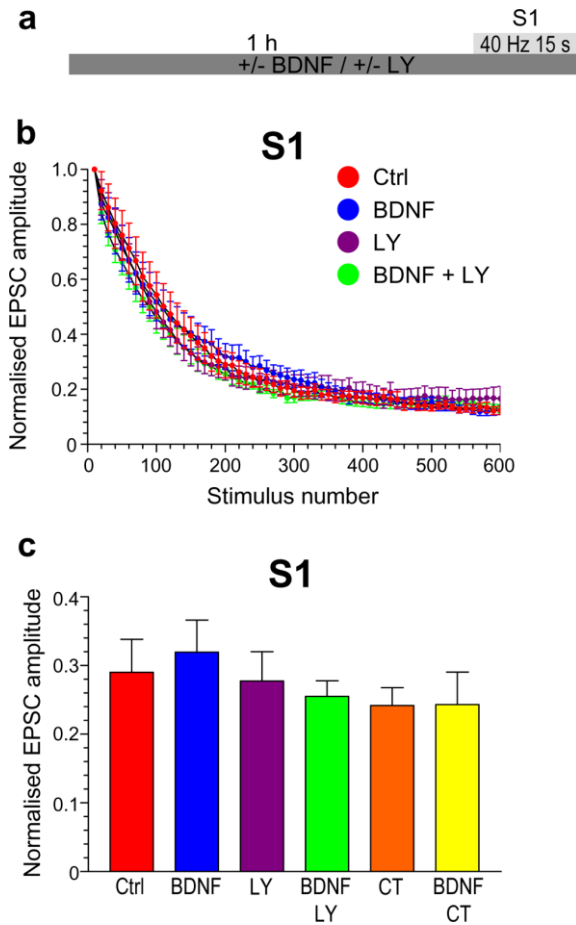 a
S1
1 h
40 Hz 15 s
+/- BDNF / +/- LY
b
S1
Normalised EPSC amplitude
1.0
0.8
0.6
0.4
0.2
0
Ctrl
BDNF
LY
BDNF + LY
0 100 200 300 400 500 600
Stimulus number
c
S1
Normalised EPSC amplitude
0.4
0.3
0.2
0.1
0
Ctrl BDNF LY BDNF CT BDNF
LY CT